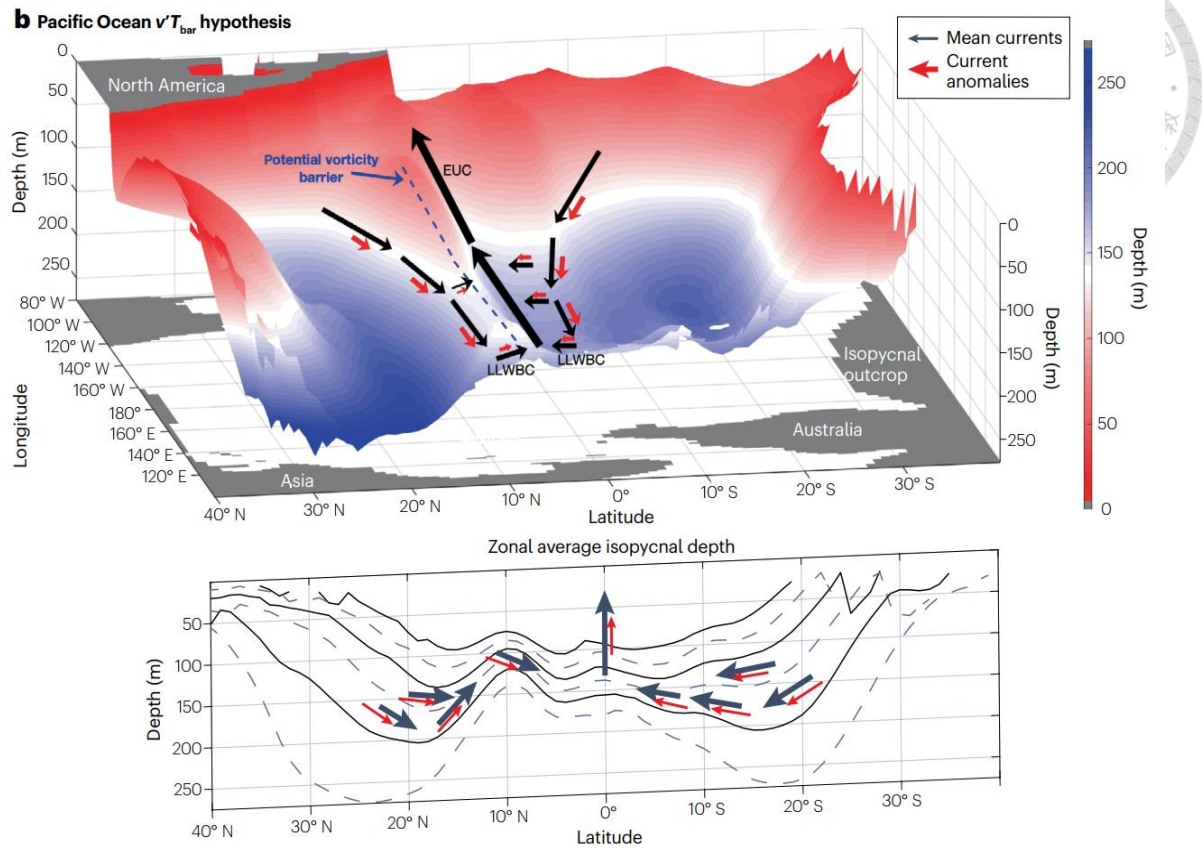 b Pacific Ocean v'Tbar hypothesis
Mean currents
Current
anomalies
North America
Potential vorticity
barrier
EUC
LLWBC
LLWBC
Isopycnal
outcrop
Australia
Asia
Depth (m)
0
50
100
150
200
250
Longitude
80° W
100° W
120° W
140° W
160° W
180°
160° E
140° E
120° E
40° N
30° N
20° N
10° N
0°
10° S
20° S
30° S
Latitude
0
50
100
150
200
250
Depth (m)
250
200
150
100
50
0
Depth (m)
Zonal average isopycnal depth
Depth (m)
50
100
150
200
250
40° N
30° N
20° N
10° N
0°
10° S
20° S
30° S
Latitude